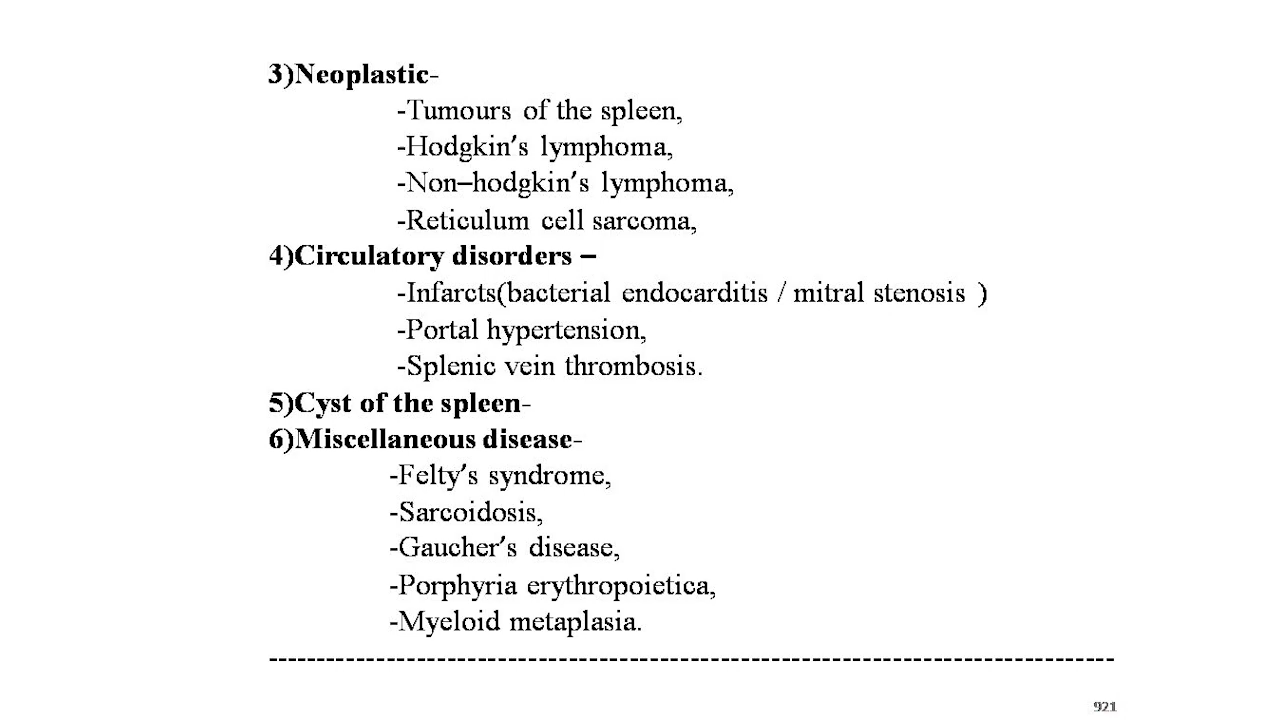 3)Neoplastic-
-Tumours of the spleen,
-Hodgkin’s lymphoma,
-Non–hodgkin’s lymphoma,
-Reticulum cell sarcoma,
4)Circulatory disorders –
-Infarcts(bacterial endocarditis / mitral stenosis )
-Portal hypertension,
-Splenic vein thrombosis.
5)Cyst of the spleen-
6)Miscellaneous disease-
-Felty’s syndrome,
-Sarcoidosis,
-Gaucher’s disease,
-Porphyria erythropoietica,
-Myeloid metaplasia.
-------------------------------------------------------------------------------------
921